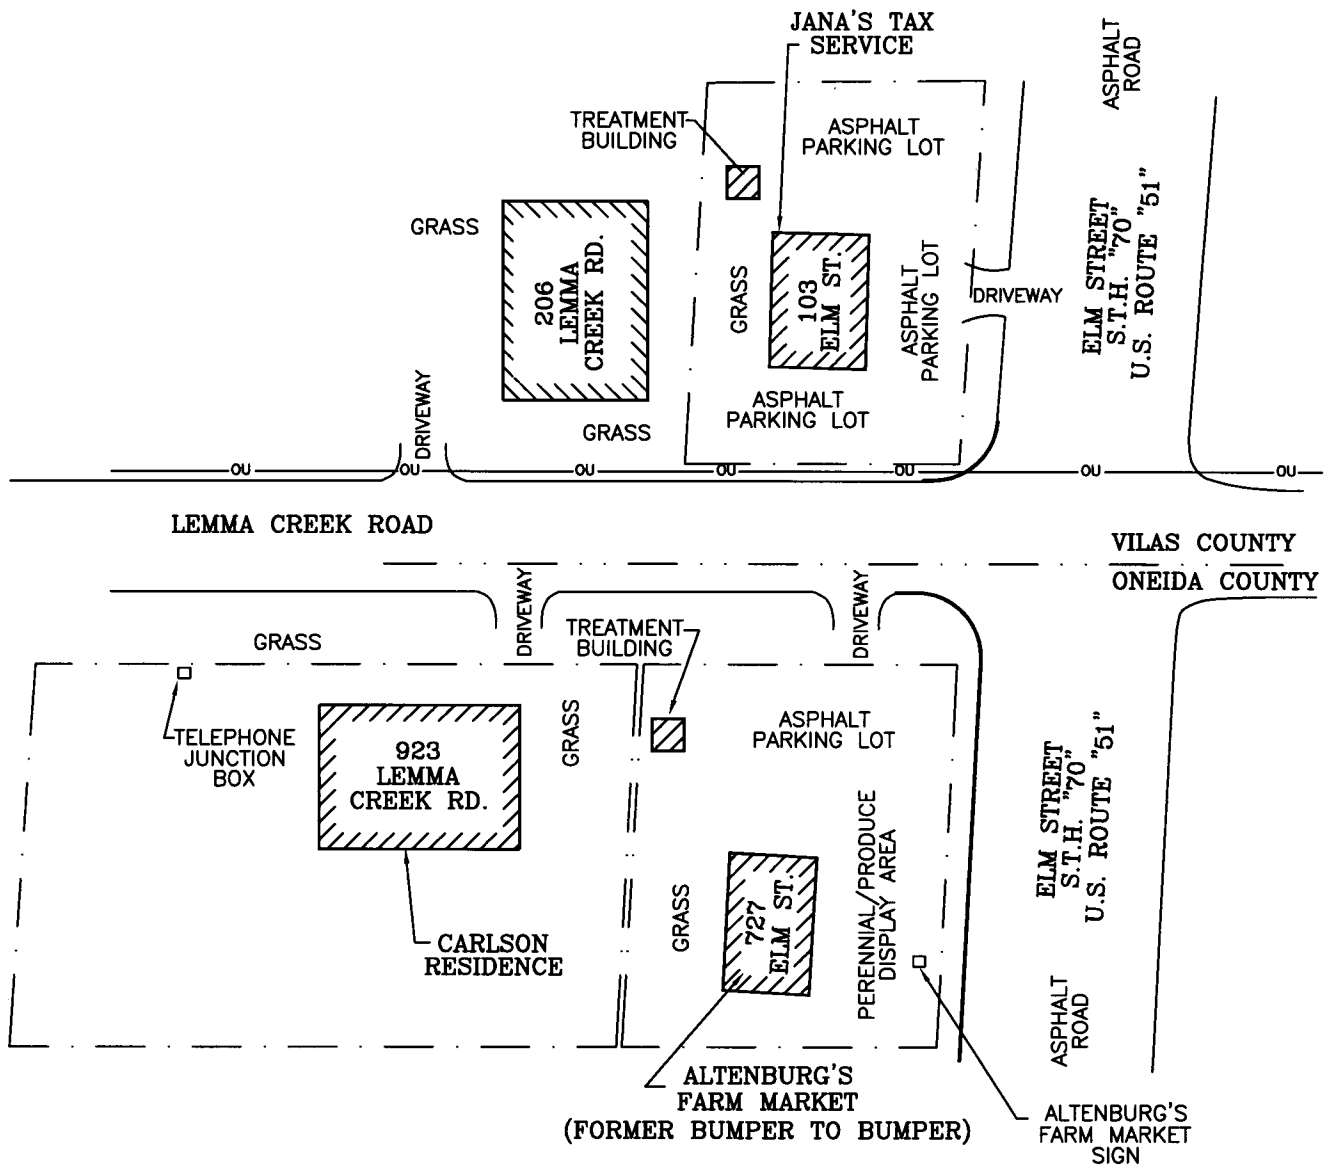 JANA'S TAX
SERVICE
ASPHALT
ROAD
TREATMENT
BUILDING
ASPHALT
PARKING LOT
GRASS
206
LEMMA
CREEK RD.
GRASS
103
ELM ST.
ASPHALT
PARKING LOT
DRIVEWAY
ELM STREET
S.T.H. "70"
U.S. ROUTE "51"
ASPHALT
PARKING LOT
GRASS
DRIVEWAY
OU
OU
OU
OU
OU
OU
OU
LEMMA CREEK ROAD
VILAS COUNTY
ONEIDA COUNTY
DRIVEWAY
DRIVEWAY
GRASS
TREATMENT
BUILDING
TELEPHONE
JUNCTION
BOX
923
LEMMA
CREEK RD.
GRASS
ASPHALT
PARKING LOT
ELM STREET
S.T.H. "70"
U.S. ROUTE "51"
PERENNIAL/PRODUCE
DISPLAY AREA
GRASS
727
ELM ST.
CARLSON
RESIDENCE
ASPHALT
ROAD
ALTENBURG'S
FARM MARKET
(FORMER BUMPER TO BUMPER)
ALTENBURG'S
FARM MARKET
SIGN